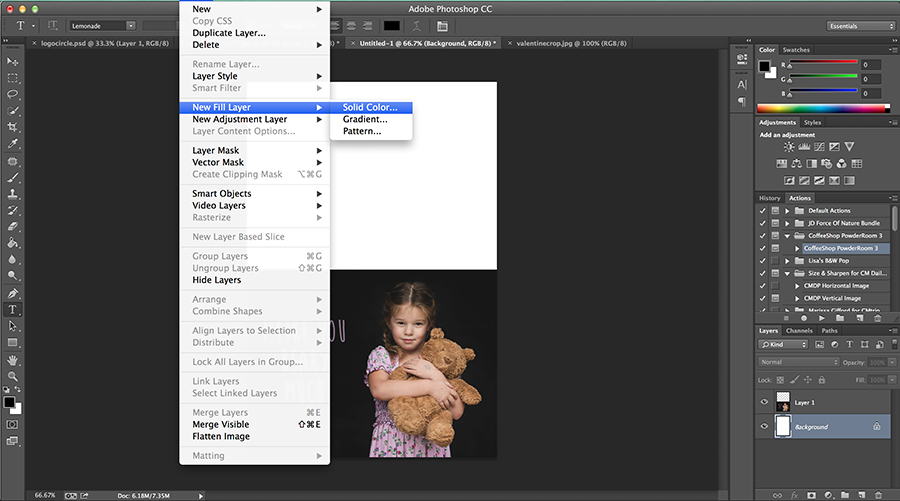 Adobe Photoshop CC
T
Lemonade
Essentials
logocircle.psd @ 33.3% (Layer 1, RGB/8)
Untitled-1 @ 66.7% (Background, RGB/8) *
valentinecrop.jpg @ 100% (RGB/8)
New
Copy CSS
Duplicate Layer...
Delete
Rename Layer...
Layer Style
Smart Filter
New Fill Layer
New Adjustment Layer
Layer Content Options...
Layer Mask
Vector Mask
Create Clipping Mask ⌥⌘G
Smart Objects
Video Layers
Rasterize
New Layer Based Slice
Group Layers ⌘G
Ungroup Layers ⇧⌘G
Hide Layers
Arrange
Combine Shapes
Align Layers to Selection
Distribute
Lock All Layers in Group...
Link Layers
Select Linked Layers
Merge Layers ⌘E
Merge Visible ⇧⌘E
Flatten Image
Matting
Solid Color...
Gradient...
Pattern...
OU
Color Swatches
R 0
G 0
B 0
Adjustments Styles
Add an adjustment
History Actions
Default Actions
JD Force Of Nature Bundle
CoffeeShop PowderRoom 3
CoffeeShop PowderRoom 3
Lisa's B&W Pop
Size & Sharpen for CM Dail...
CMDP Horizontal Image
CMDP Vertical Image
Layers Channels Paths
Kind
Normal Opacity: 100%
Lock: Fill: 100%
Layer 1
Background
66.67% Doc: 6.18M/7.35M